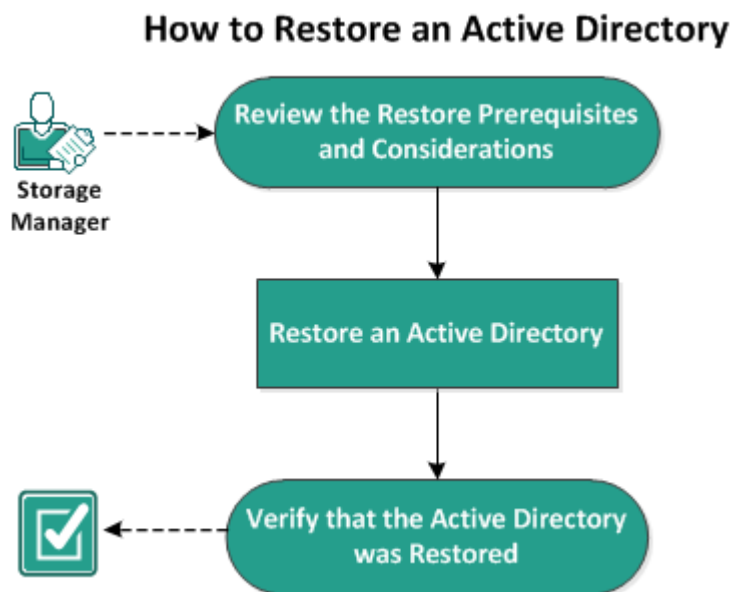 How to Restore an Active Directory
Review the Restore Prerequisites
and Considerations
Storage
Manager
Restore an Active Directory
Verify that the Active Directory
was Restored